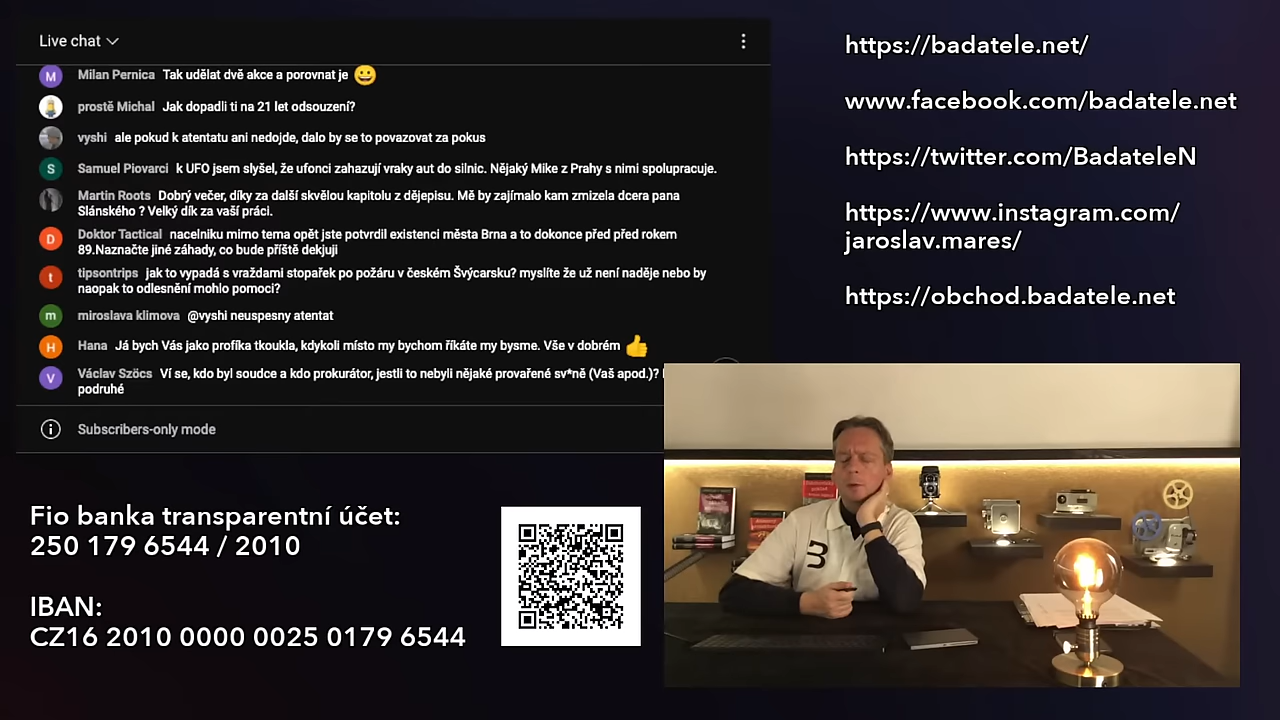 Live chat
M Milan Pernica Tak udělat dvě akce a porovnat je
prostě Michal Jak dopadli ti na 21 let odsouzení?
vyshi ale pokud k atentatu ani nedojde, dalo by se to povazovat za pokus
S Samuel Piovarci k UFO jsem slyšel, že ufonci zahazují vraky aut do silnic. Nějaký Mike z Prahy s nimi spolupracuje.
Martin Roots Dobrý večer, díky za další skvělou kapitolu z dějepisu. Mě by zajímalo kam zmizela dcera pana
Slánského ? Velký dík za vaší práci.
D Doktor Tactical nacelniku mimo tema opět jste potvrdil existenci města Brna a to dokonce před před rokem
89.Naznačte jiné záhady, co bude příště dekjuji
t tipsontrips jak to vypadá s vraždami stopařek po požáru v českém Švýcarsku? myslíte že už není naděje nebo by
naopak to odlesnění mohlo pomoci?
m miroslava klimova @vyshi neuspesny atentat
H Hana Já bych Vás jako profíka tkoukla, kdykoli místo my bychom říkáte my bysme. Vše v dobrém
V Václav Szöcs Ví se, kdo byl soudce a kdo prokurátor, jestli to nebyli nějaké provařené sv*ně (Vaš apod.)?
podruhé
Subscribers-only mode
https://badatele.net/
www.facebook.com/badatele.net
https://twitter.com/BadateleN
https://www.instagram.com/
jaroslav.mares/
https://obchod.badatele.net
Fio banka transparentní účet:
250 179 6544 / 2010
IBAN:
CZ16 2010 0000 0025 0179 6544
B